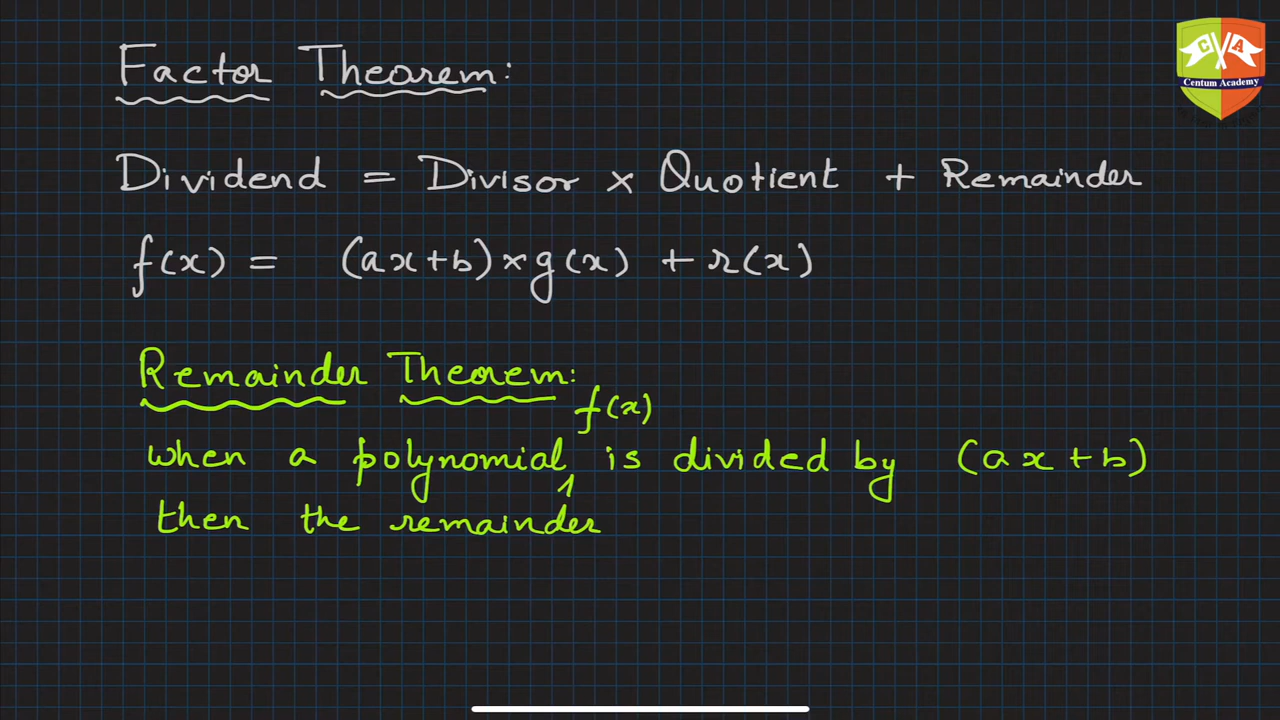 Factor Theorem:
C A
Centum Academy
Dividend = Divisor × Quotient + Remainder
f(x) = (ax+b)×g(x) + r(x)
Remainder Theorem:
f(x)
when a polynomial is divided by (ax+b)
then the remainder